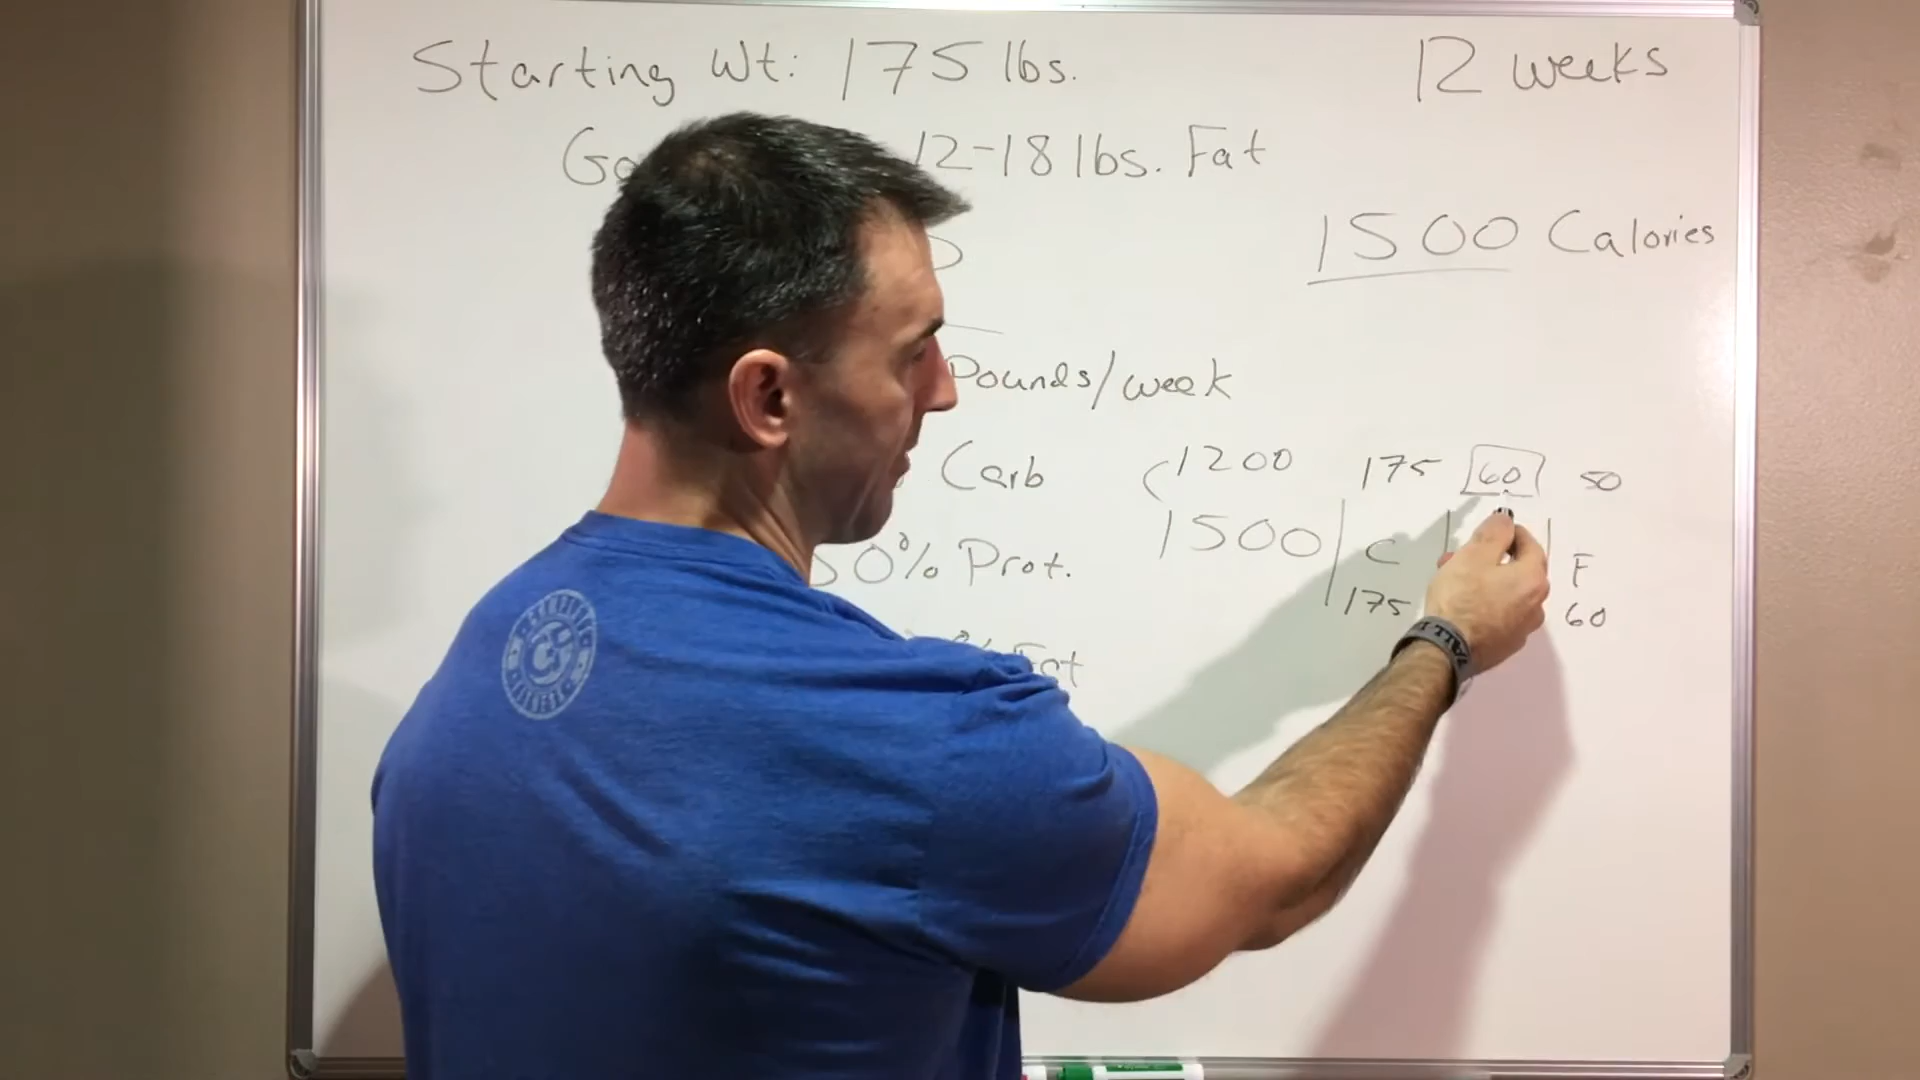 Starting Wt: 175 lbs.
12 weeks
12-18 lbs. Fat
1500 Calories
Pounds/week
Carb
1200 175 60 50
0% Prot.
1500 C F
175 60
% Fat